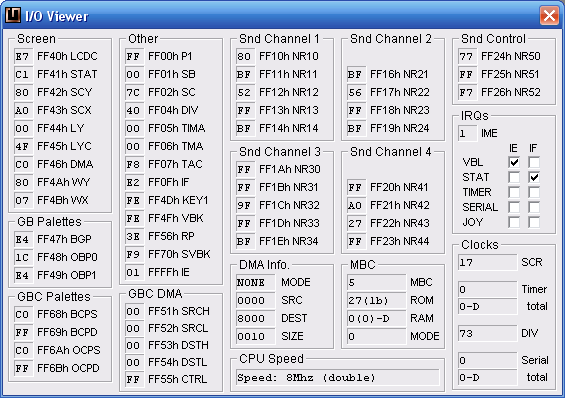 I/O Viewer
Screen
E7 FF40h LCDC
C1 FF41h STAT
80 FF42h SCY
A0 FF43h SCX
00 FF44h LY
4F FF45h LYC
C0 FF46h DMA
80 FF4Ah WY
07 FF4Bh WX
GB Palettes
E4 FF47h BGP
1C FF48h OBP0
E4 FF49h OBP1
GBC Palettes
C0 FF68h BCPS
FF FF69h BCPD
C0 FF6Ah OCPS
FF FF6Bh OCPD
Other
FF FF00h P1
00 FF01h SB
7C FF02h SC
40 FF04h DIV
00 FF05h TIMA
00 FF06h TMA
F8 FF07h TAC
E2 FF0Fh IF
FE FF4Dh KEY1
FE FF4Fh VBK
3E FF56h RP
F9 FF70h SVBK
01 FFFFh IE
GBC DMA
00 FF51h SRCH
00 FF52h SRCL
00 FF53h DSTH
00 FF54h DSTL
FF FF55h CTRL
Snd Channel 1
80 FF10h NR10
BF FF11h NR11
52 FF12h NR12
FF FF13h NR13
BF FF14h NR14
Snd Channel 2
BF FF16h NR21
56 FF17h NR22
FF FF18h NR23
BF FF19h NR24
Snd Channel 3
FF FF1Ah NR30
FF FF1Bh NR31
9F FF1Ch NR32
FF FF1Dh NR33
BF FF1Eh NR34
Snd Channel 4
FF FF20h NR41
A0 FF21h NR42
27 FF22h NR43
FF FF23h NR44
DMA Info.
NONE MODE
0000 SRC
8000 DEST
0010 SIZE
MBC
5 MBC
27(1b) ROM
0(0)-D RAM
0 MODE
CPU Speed
Speed: 8Mhz (double)
Snd Control
77 FF24h NR50
FF FF25h NR51
F7 FF26h NR52
IRQs
1 IME
IE IF
VBL
STAT
TIMER
SERIAL
JOY
Clocks
17 SCR
0 Timer
0-D total
73 DIV
0 Serial
0-D total